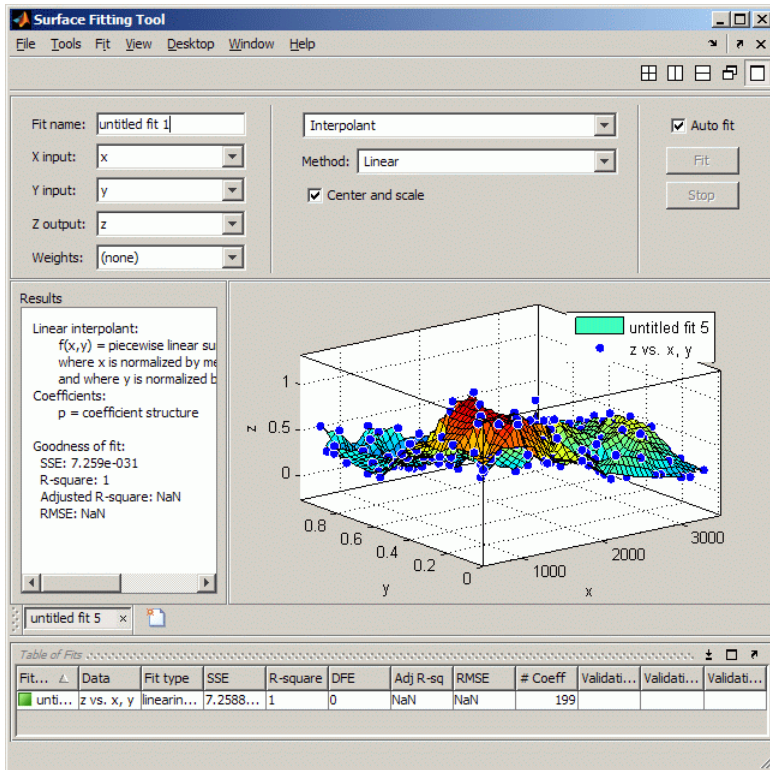 Surface Fitting Tool
File Tools Fit View Desktop Window Help
Fit name: untitled fit 1
X input: x
Y input: y
Z output: z
Weights: (none)
Interpolant
Method: Linear
Center and scale
Auto fit
Fit
Stop
Results
Linear interpolant:
f(x,y) = piecewise linear su
where x is normalized by me
and where y is normalized b
Coefficients:
p = coefficient structure
Goodness of fit:
SSE: 7.259e-031
R-square: 1
Adjusted R-square: NaN
RMSE: NaN
untitled fit 5
z vs. x, y
1
0.5
0
z
0.8
0.6
0.4
0.2
0
y
1000
2000
3000
x
untitled fit 5 ×
Table of Fits
Fit... Data Fit type SSE R-square DFE Adj R-sq RMSE # Coeff Validati... Validati... Validati...
unti... z vs. x, y linearin... 7.2588... 1 0 NaN NaN 199